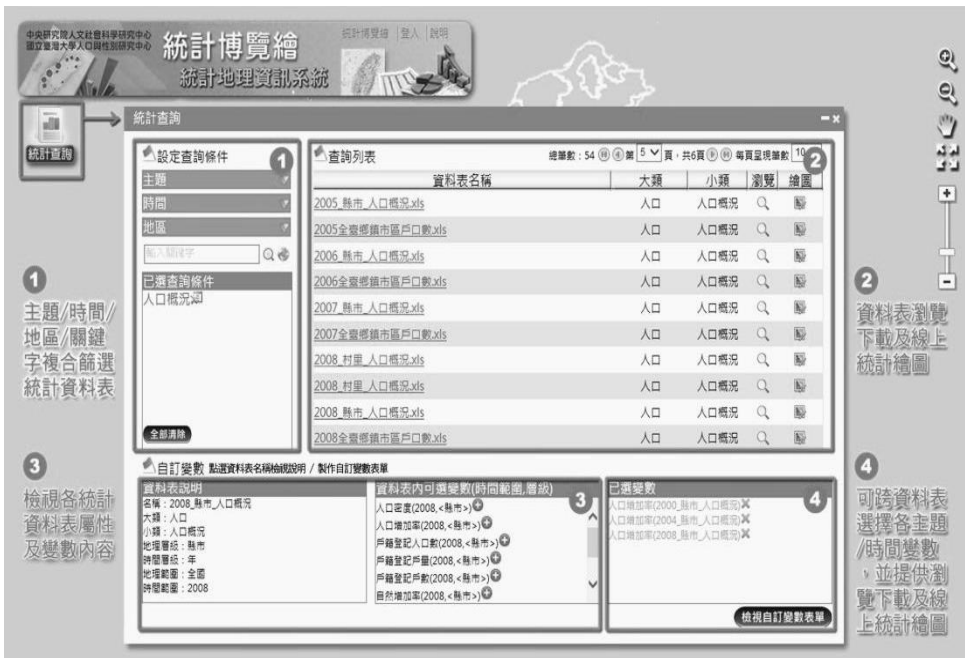 中央研究院人文社會科學研究中心
國立臺灣大學人口與性別研究中心
統計博覽繪
統計地理資訊系統
統計博覽繪 | 登入 | 說明
統計查詢
統計查詢
設定查詢條件
1
主題
時間
地區
輸入關鍵字
已選查詢條件
人口概況
全部清除
查詢列表
總筆數：54 第 5 頁，共6頁 每頁呈現筆數 10
2
資料表名稱 大類 小類 瀏覽 繪圖
2005_縣市_人口概況.xls 人口 人口概況
2005全臺鄉鎮市區戶口數.xls 人口 人口概況
2006_縣市_人口概況.xls 人口 人口概況
2006全臺鄉鎮市區戶口數.xls 人口 人口概況
2007_縣市_人口概況.xls 人口 人口概況
2007全臺鄉鎮市區戶口數.xls 人口 人口概況
2008_村里_人口概況.xls 人口 人口概況
2008_村里_人口概況.xls 人口 人口概況
2008_縣市_人口概況.xls 人口 人口概況
2008全臺鄉鎮市區戶口數.xls 人口 人口概況
自訂變數 點選資料表名稱檢視說明 / 製作自訂變數表單
資料表說明
名稱：2008_縣市_人口概況
大類：人口
小類：人口概況
地理層級：縣市
時間層級：年
地理範圍：全國
時間範圍：2008
資料表內可選變數(時間範圍,層級)
3
人口密度(2008,<縣市>)
人口增加率(2008,<縣市>)
戶籍登記人口數(2008,<縣市>)
戶籍登記戶量(2008,<縣市>)
戶籍登記戶數(2008,<縣市>)
自然增加率(2008,<縣市>)
已選變數
4
人口增加率(2000_縣市_人口概況)
人口增加率(2004_縣市_人口概況)
人口增加率(2008_縣市_人口概況)
檢視自訂變數表單
1
主題/時間/
地區/關鍵
字複合篩選
統計資料表
2
資料表瀏覽
下載及線上
統計繪圖
3
檢視各統計
資料表屬性
及變數內容
4
可跨資料表
選擇各主題
/時間變數
，並提供瀏
覽下載及線
上統計繪圖